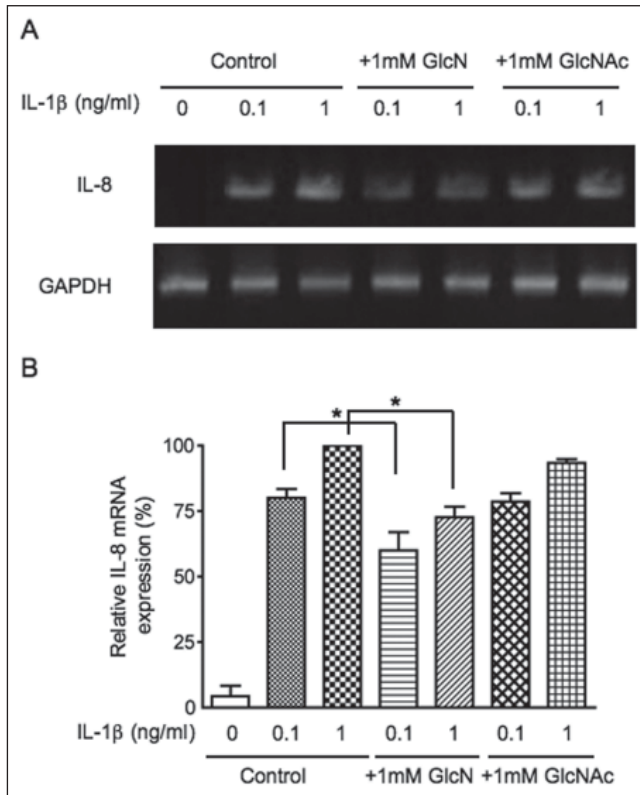 A
Control +1mM GlcN +1mM GlcNAc
IL-1β (ng/ml) 0 0.1 1 0.1 1 0.1 1
IL-8
GAPDH
B
* *
100
75
50
25
0
Relative IL-8 mRNA
expression (%)
IL-1β (ng/ml) 0 0.1 1 0.1 1 0.1 1
Control +1mM GlcN +1mM GlcNAc